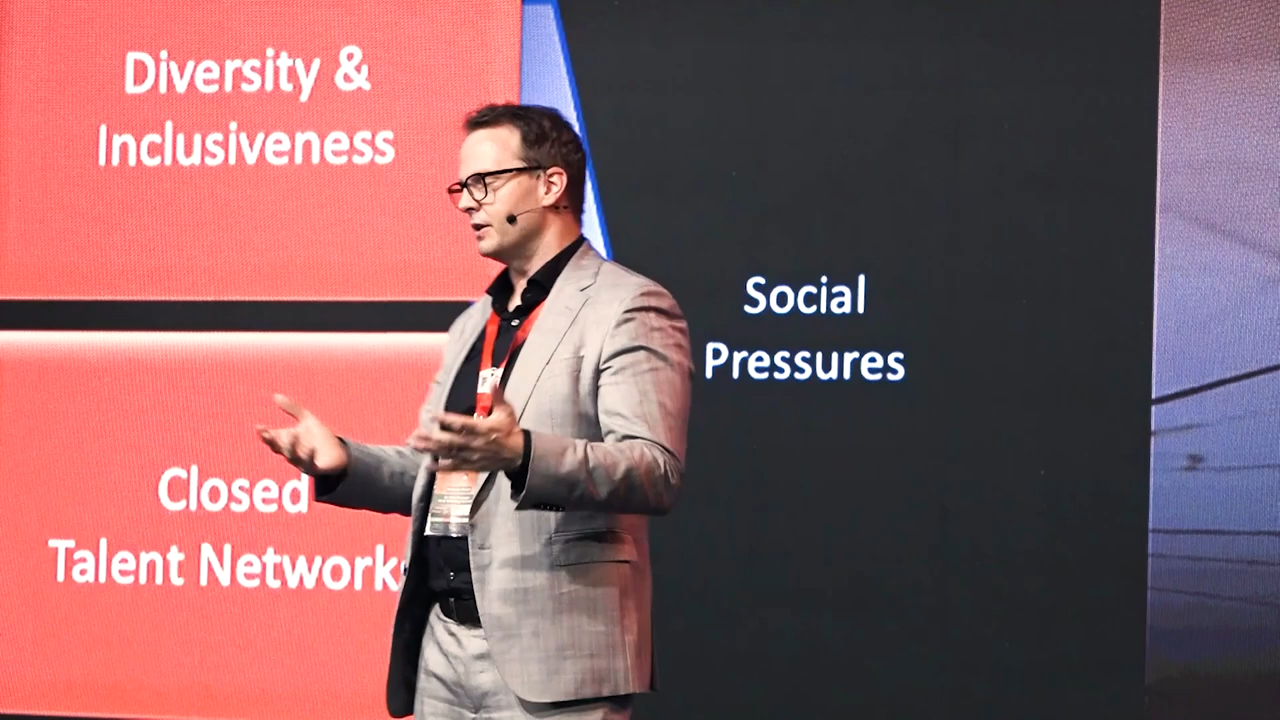 Diversity &
Inclusiveness
Social
Pressures
Closed
Talent Network